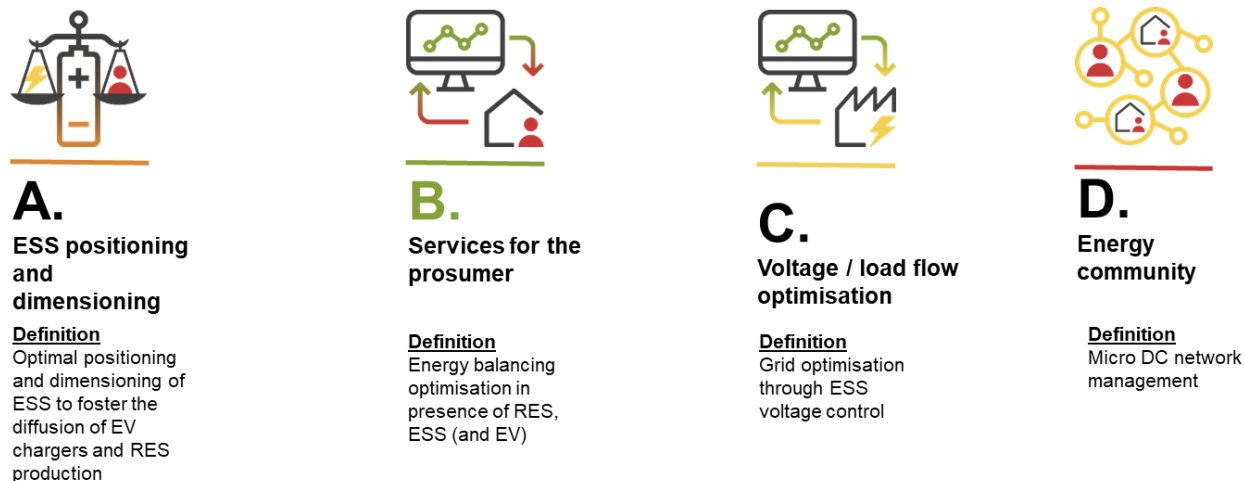 A.
ESS positioning
and
dimensioning
Definition
Optimal positioning
and dimensioning of
ESS to foster the
diffusion of EV
chargers and RES
production
B.
Services for the
prosumer
Definition
Energy balancing
optimisation in
presence of RES,
ESS (and EV)
C.
Voltage / load flow
optimisation
Definition
Grid optimisation
through ESS
voltage control
D.
Energy
community
Definition
Micro DC network
management